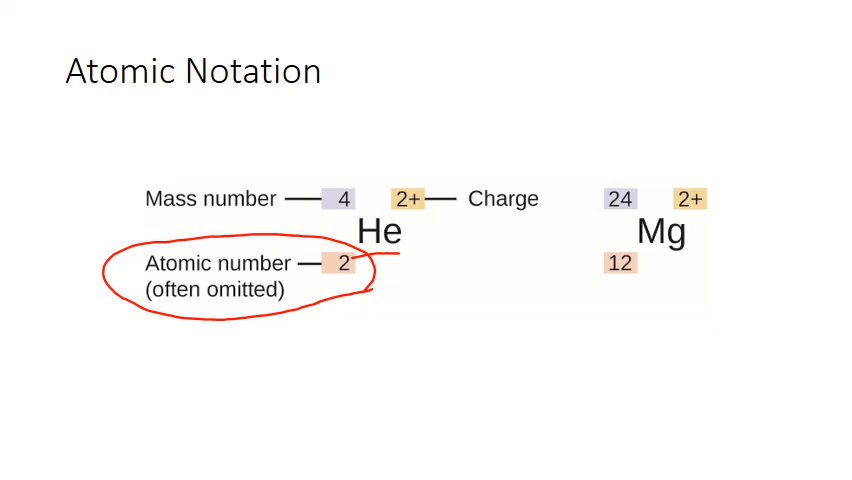 Atomic Notation
Mass number 4 2+ Charge 24 2+
He Mg
Atomic number 2 12
(often omitted)